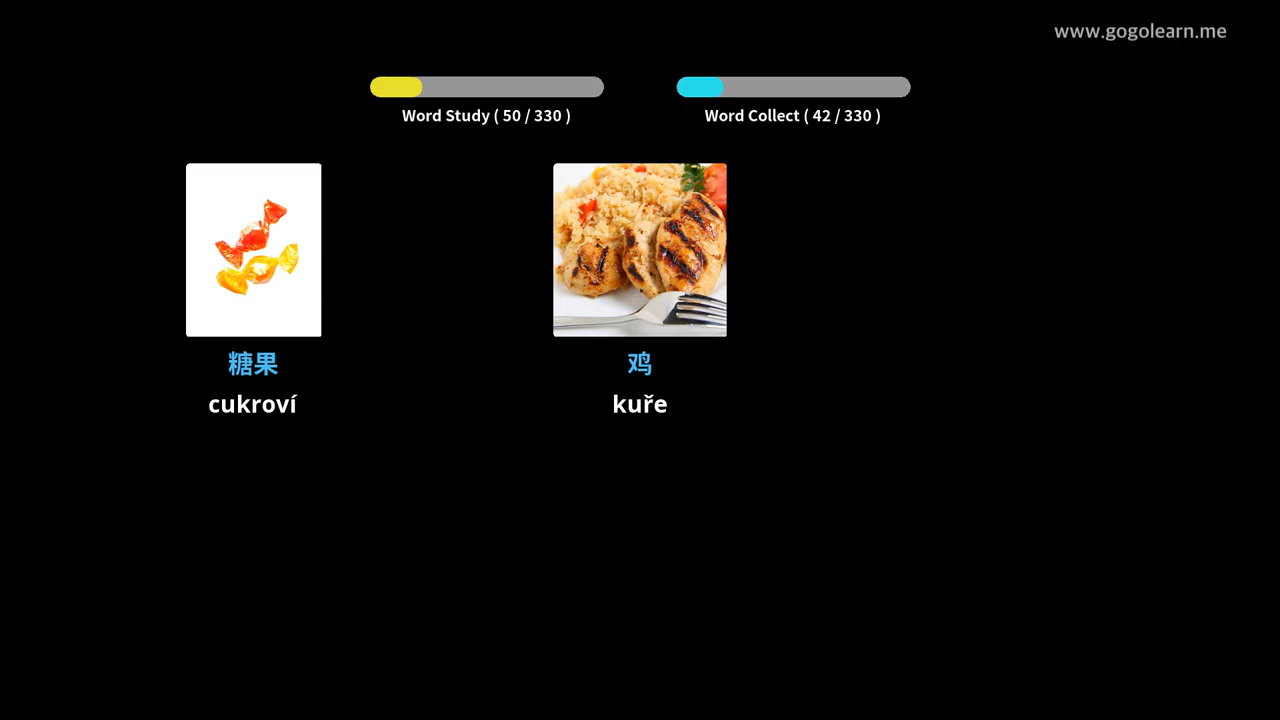 www.gogolearn.me
Word Study ( 50 / 330 )
Word Collect ( 42 / 330 )
糖果
cukroví
鸡
kuře